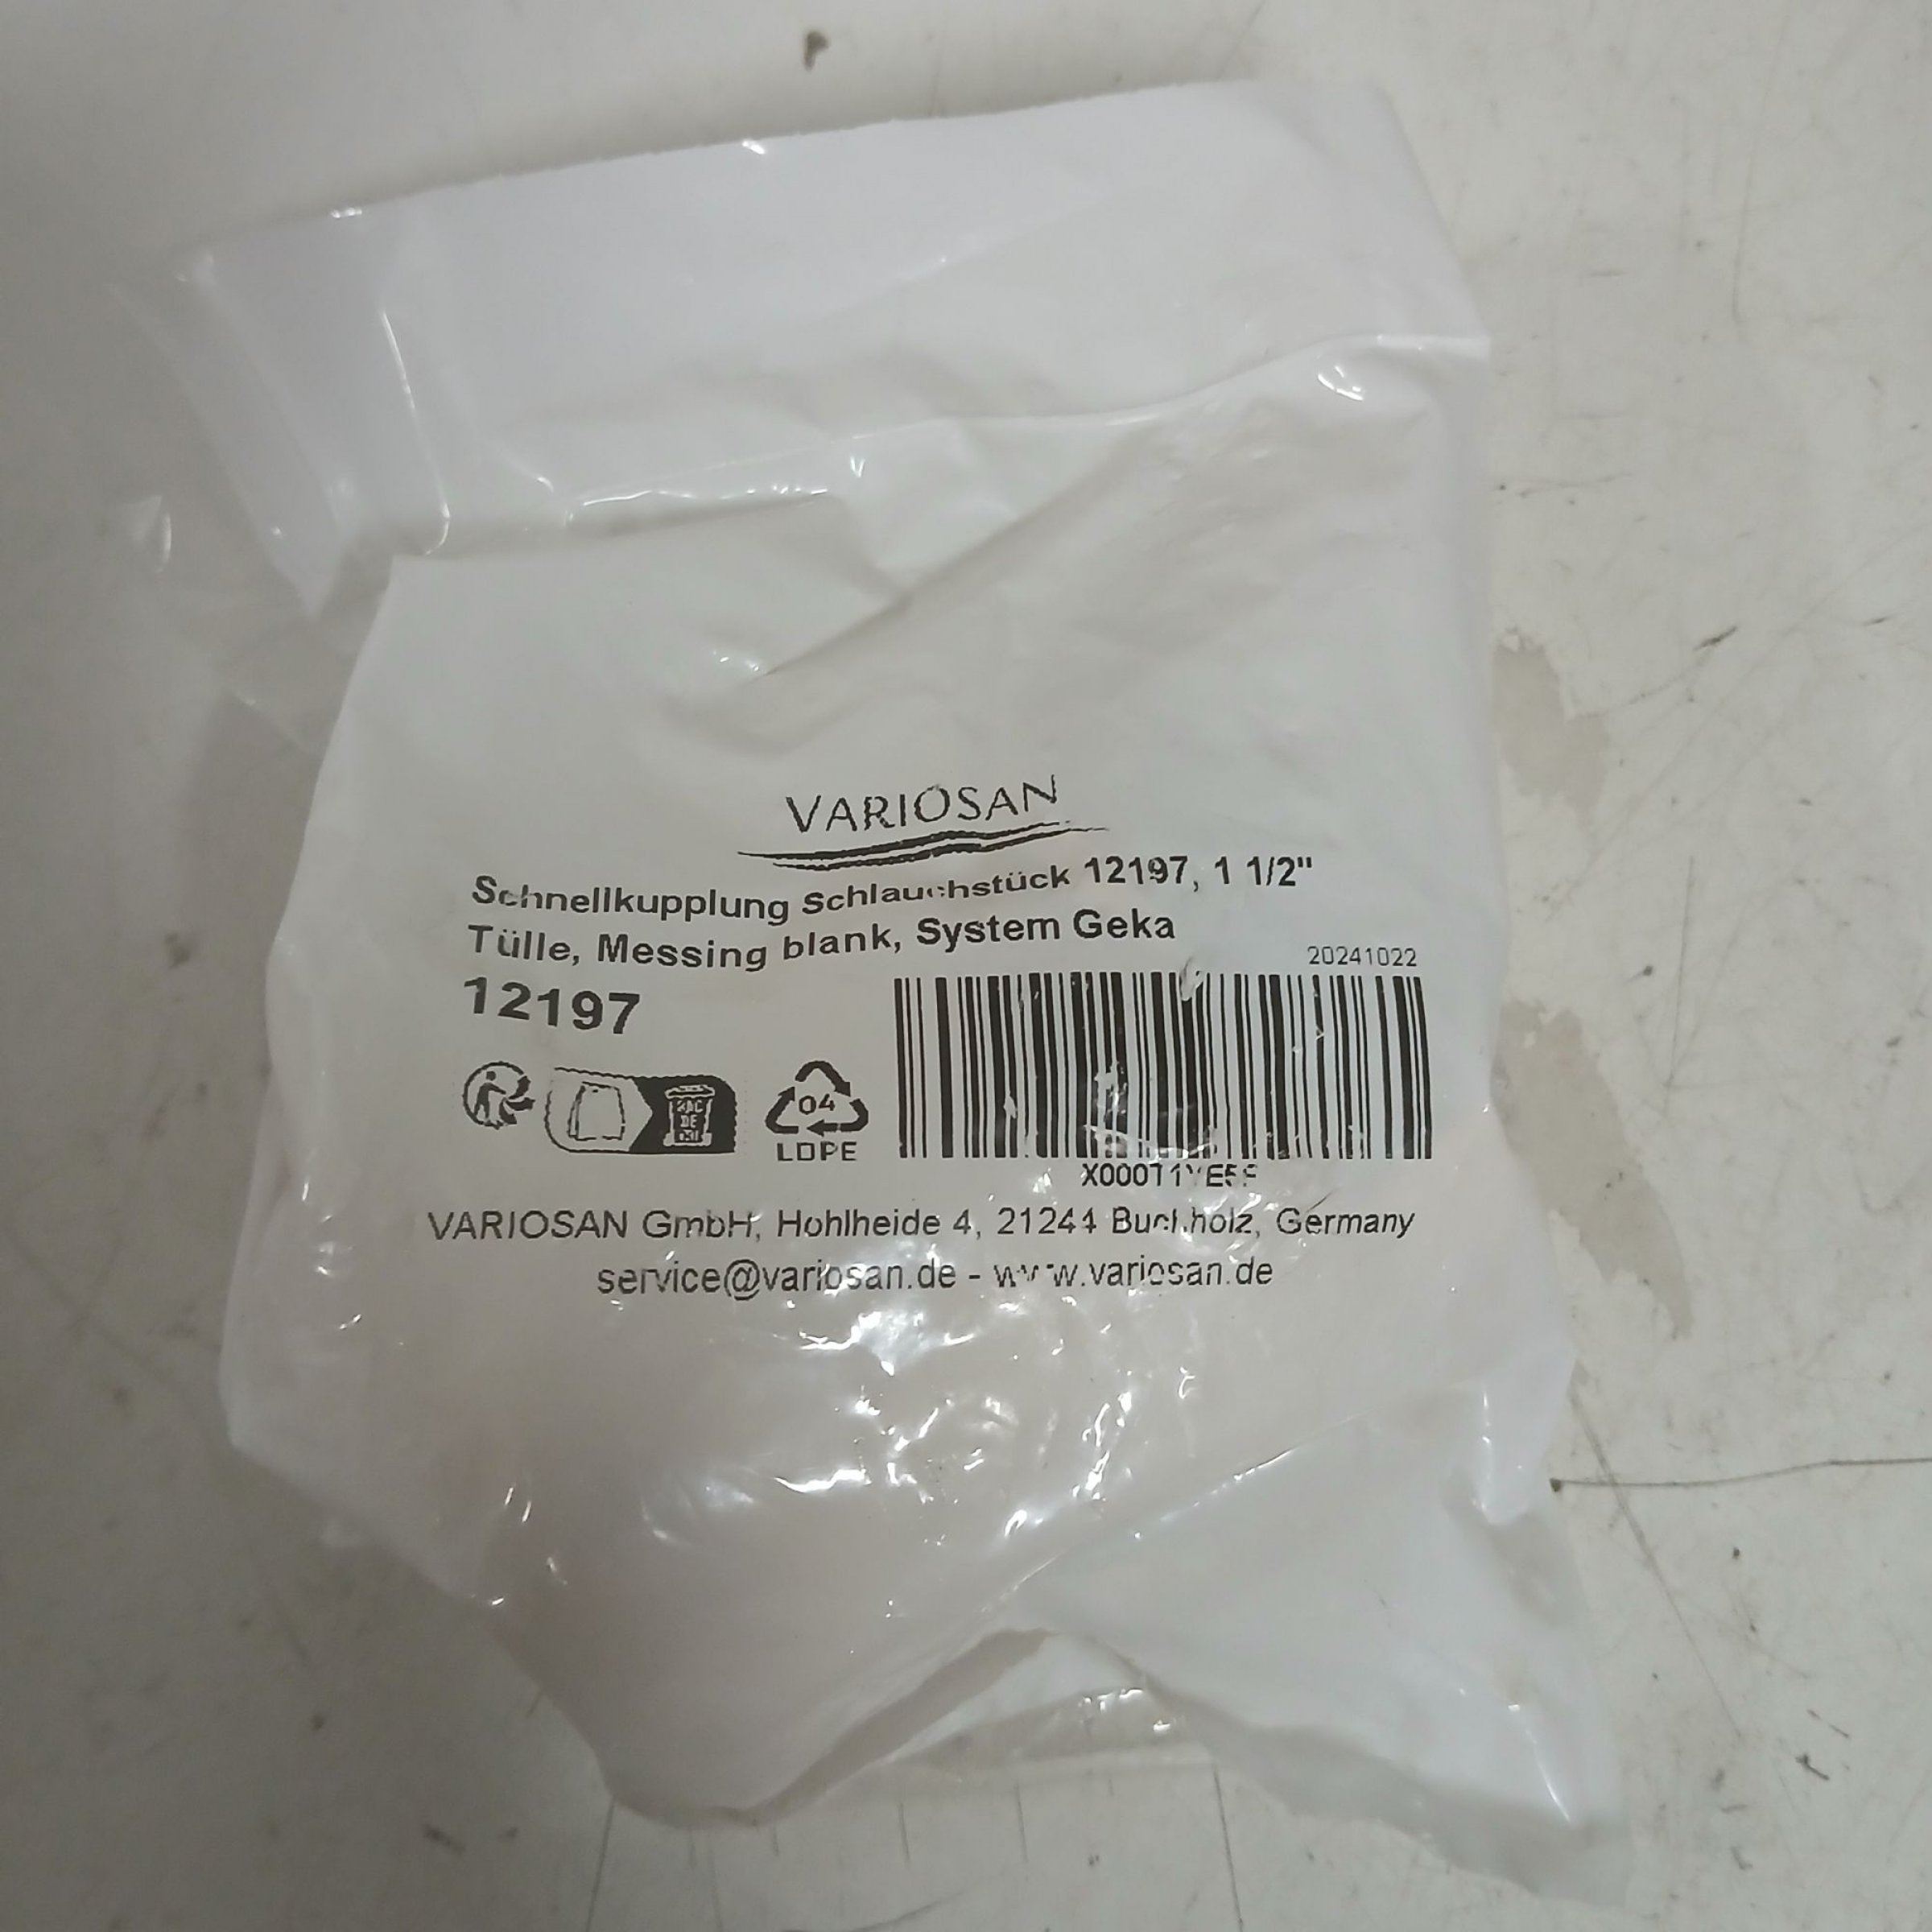 VARIOSAN
Schnellkupplung Schlauchstück 12197, 1 1/2"
Tülle, Messing blank, System Geka
20241022
12197
04
LDPE
VARIOSAN GmbH, Hohlheide 4, 21244 Buchholz, Germany
service@variosan.de - www.variosan.de